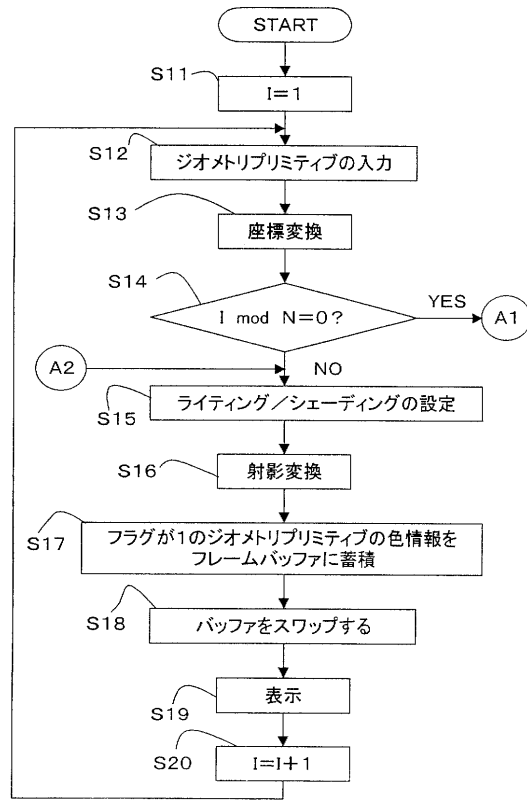 START
S11
I=1
S12
ジオメトリプリミティブの入力
S13
座標変換
S14
I mod N=0?
YES
A1
A2
NO
ライティング/シェーディングの設定
S15
S16
射影変換
S17
フラグが1のジオメトリプリミティブの色情報を
フレームバッファに蓄積
S18
バッファをスワップする
S19
表示
S20
I=I+1